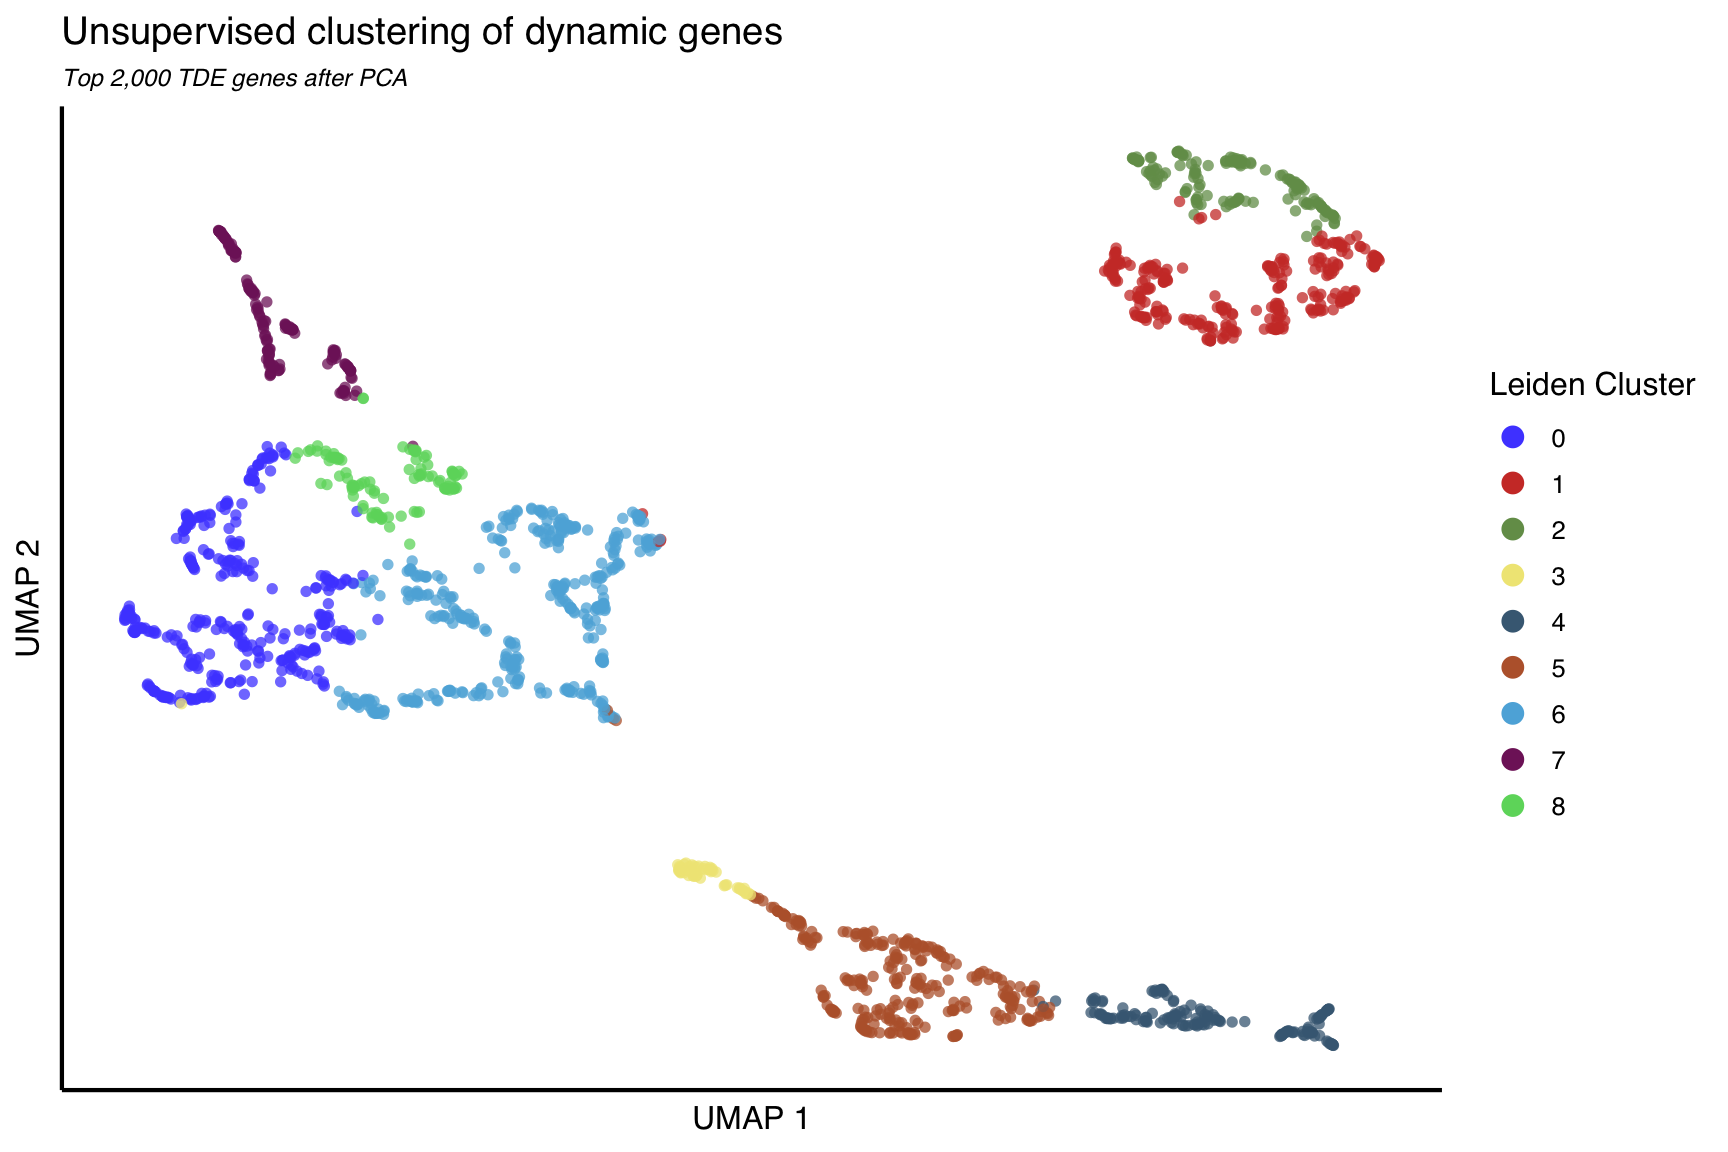 Unsupervised clustering of dynamic genes
Top 2,000 TDE genes after PCA
UMAP 2
UMAP 1
Leiden Cluster
0
1
2
3
4
5
6
7
8